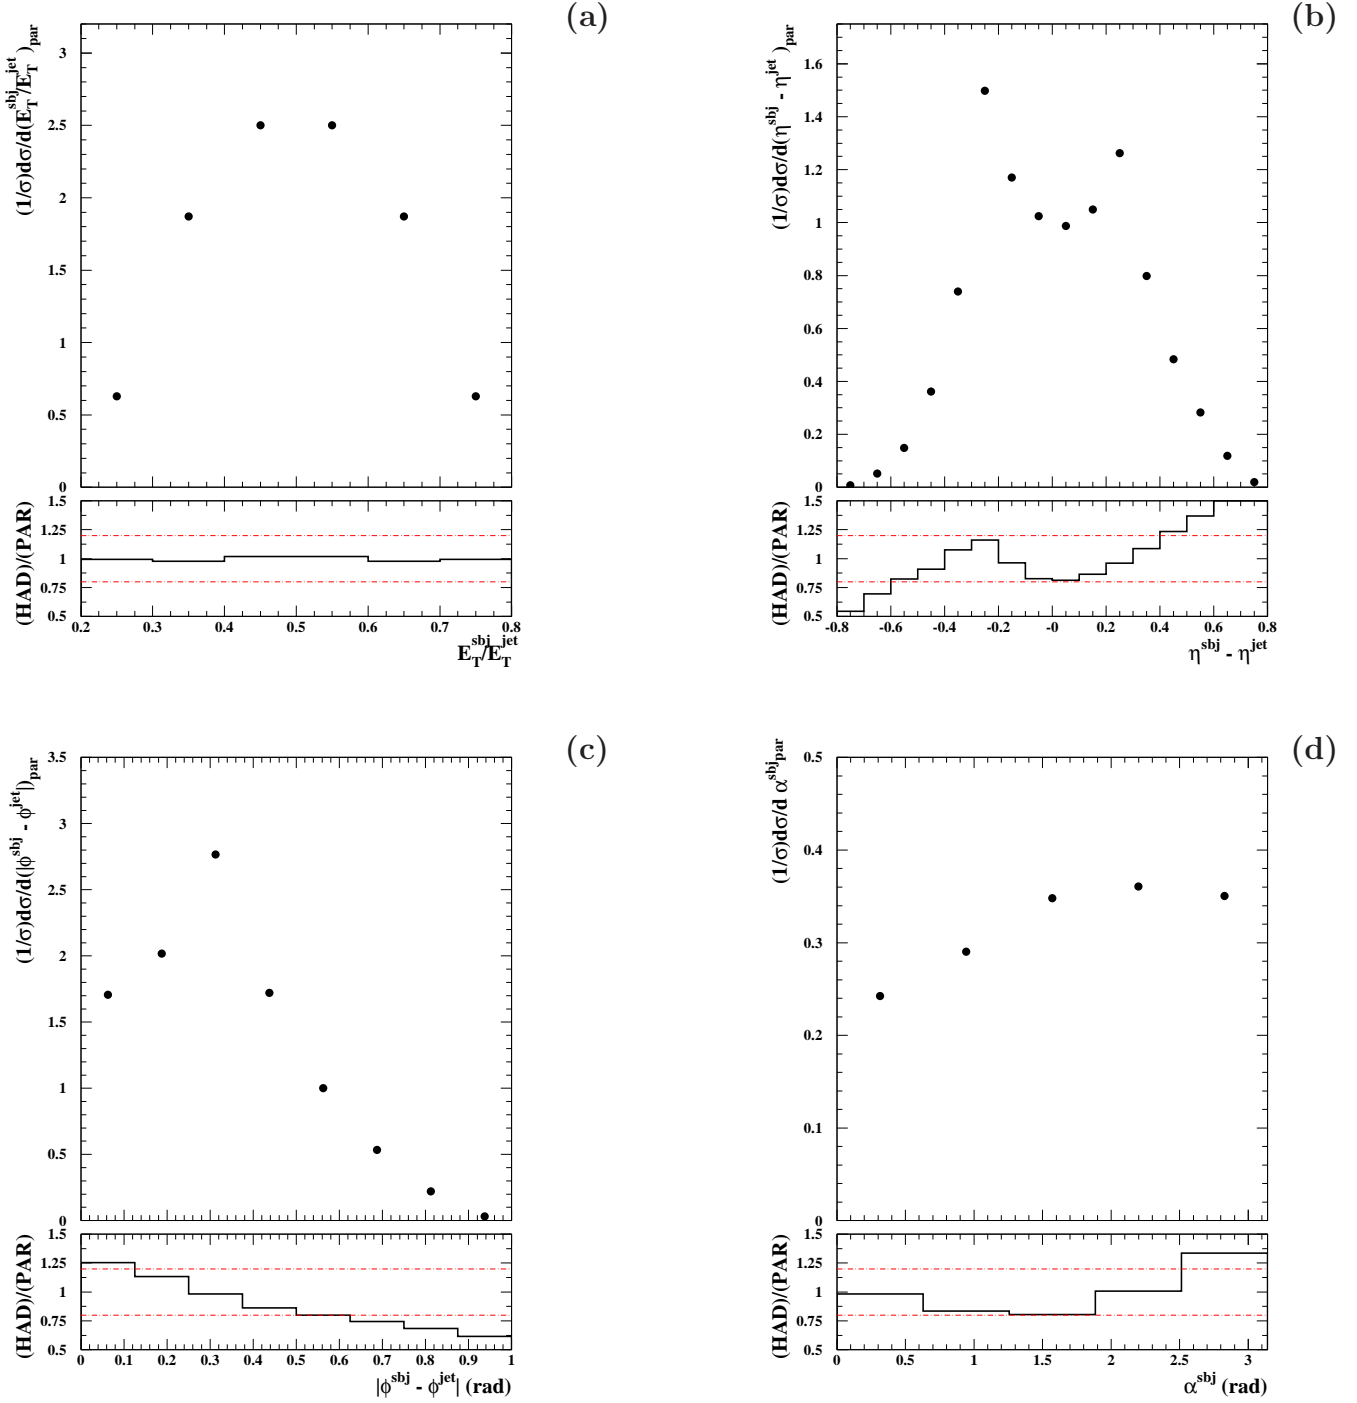 (a)
(1/σ)dσ/d(E_T^sbj/E_T^jet)_par
3
2.5
2
1.5
1
0.5
0
(HAD)/(PAR)
1.5
1.25
1
0.75
0.5
0.2 0.3 0.4 0.5 0.6 0.7 0.8
E_T^sbj/E_T^jet
(b)
(1/σ)dσ/d(η^sbj - η^jet)_par
1.6
1.4
1.2
1
0.8
0.6
0.4
0.2
0
(HAD)/(PAR)
1.5
1.25
1
0.75
0.5
-0.8 -0.6 -0.4 -0.2 -0 0.2 0.4 0.6 0.8
η^sbj - η^jet
(c)
(1/σ)dσ/d(|ϕ^sbj - ϕ^jet|)_par
3.5
3
2.5
2
1.5
1
0.5
0
(HAD)/(PAR)
1.5
1.25
1
0.75
0.5
0 0.1 0.2 0.3 0.4 0.5 0.6 0.7 0.8 0.9 1
|ϕ^sbj - ϕ^jet| (rad)
(d)
(1/σ)dσ/d α^sbj_par
0.5
0.4
0.3
0.2
0.1
0
(HAD)/(PAR)
1.5
1.25
1
0.75
0.5
0 0.5 1 1.5 2 2.5 3
α^sbj (rad)